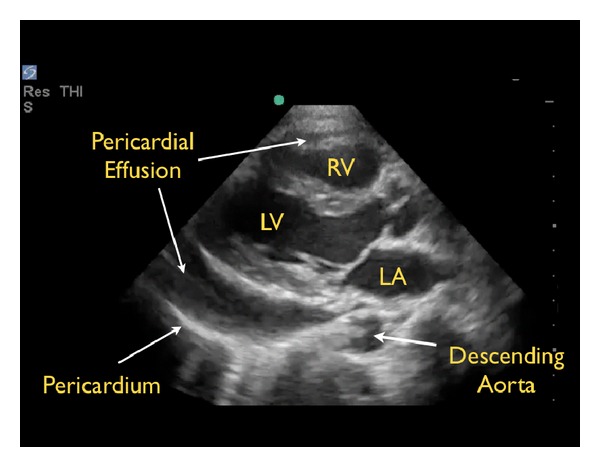 Res THI
S
Pericardial
Effusion
RV
LV
LA
Pericardium
Descending
Aorta